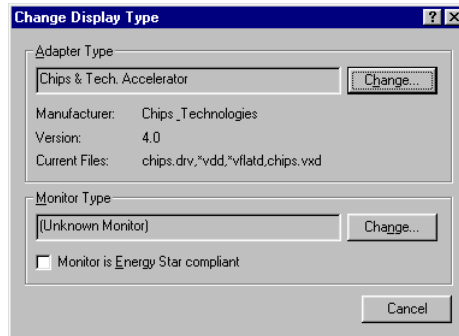 Change Display Type
Adapter Type
Chips & Tech. Accelerator
Change...
Manufacturer: Chips _Technologies
Version: 4.0
Current Files: chips.drv,*vdd,*vflatd,chips.vxd
Monitor Type
(Unknown Monitor)
Change...
Monitor is Energy Star compliant
Cancel